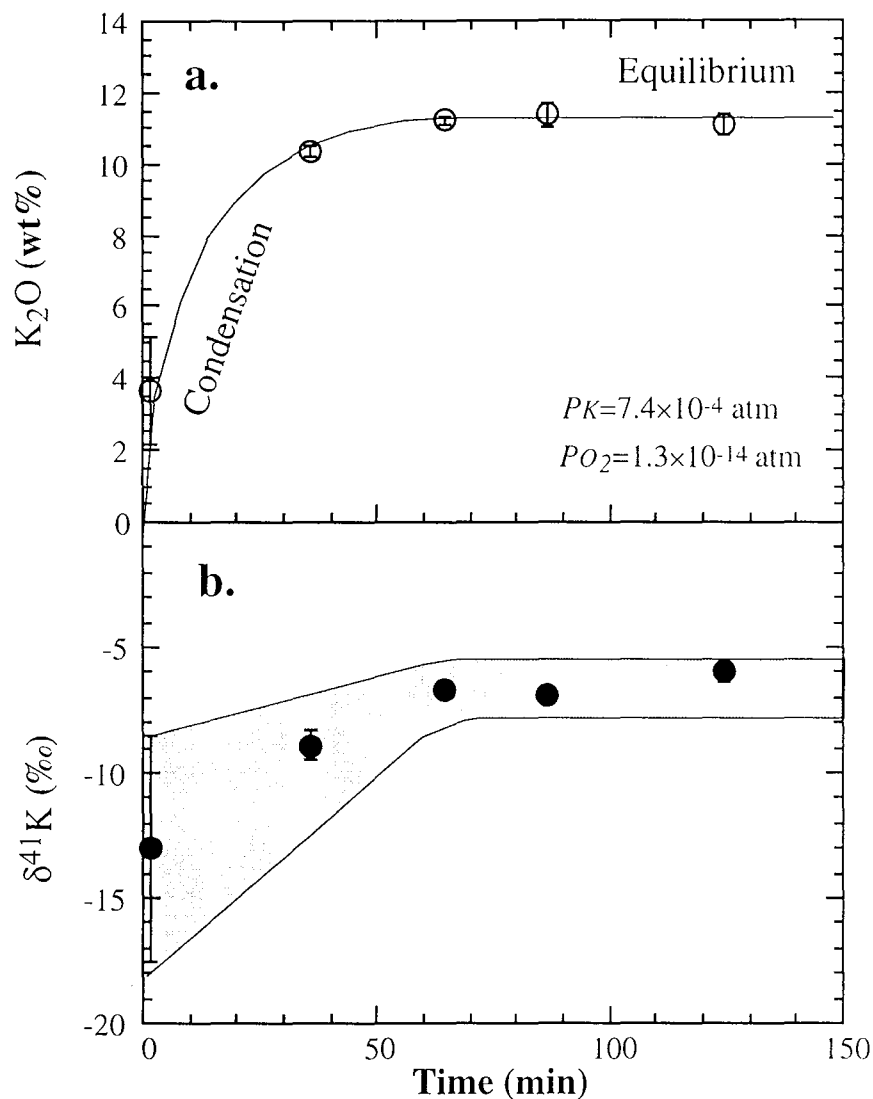 14
12
10
8
6
4
2
0
K₂O (wt%)
a.
Equilibrium
Condensation
PK=7.4×10⁻⁴ atm
PO₂=1.3×10⁻¹⁴ atm
b.
-5
-10
-15
-20
δ⁴¹K (‰)
0
50
100
150
Time (min)